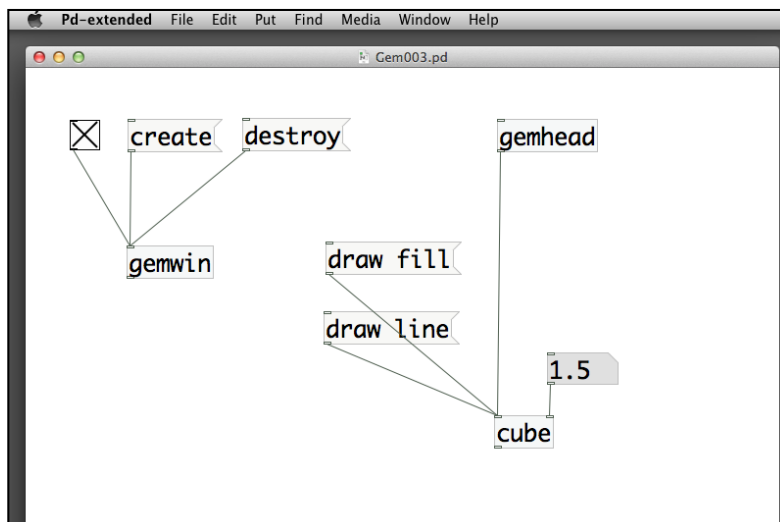 Pd-extended File Edit Put Find Media Window Help
Gem003.pd
create destroy gemhead
gemwin
draw fill
draw line
1.5
cube